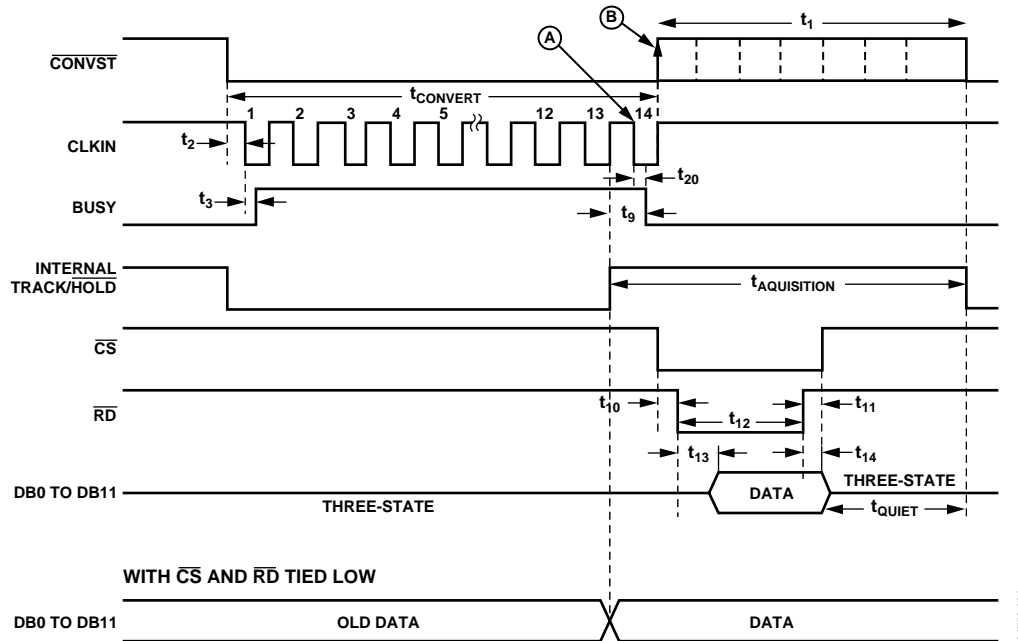 B
t1
A
CONVST
tCONVERT
1 2 3 4 5 12 13 14
CLKIN
t2
t20
t3
BUSY
t9
INTERNAL
TRACK/HOLD
tAQUISITION
CS
RD
t10
t12
t11
t13
t14
DB0 TO DB11
THREE-STATE
DATA
THREE-STATE
tQUIET
WITH CS AND RD TIED LOW
DB0 TO DB11
OLD DATA
DATA